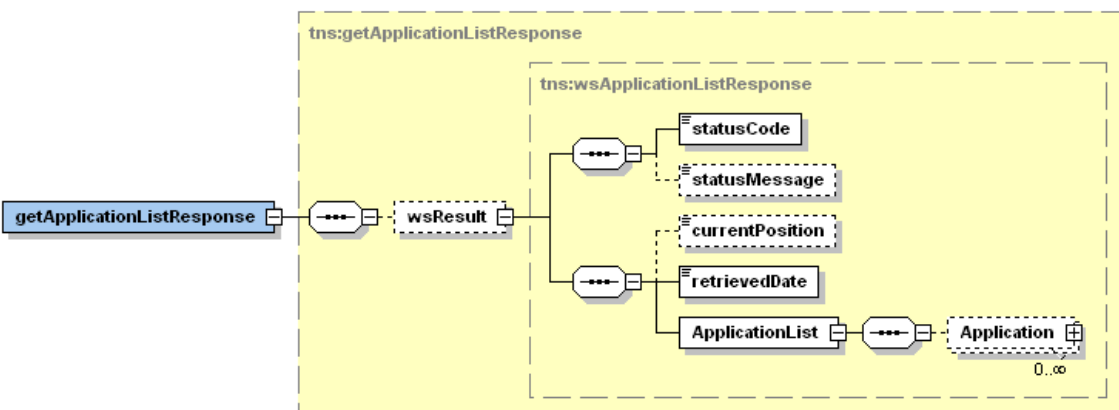 tns:getApplicationListResponse
tns:wsApplicationListResponse
statusCode
statusMessage
getApplicationListResponse
wsResult
currentPosition
retrievedDate
ApplicationList
Application
0..∞